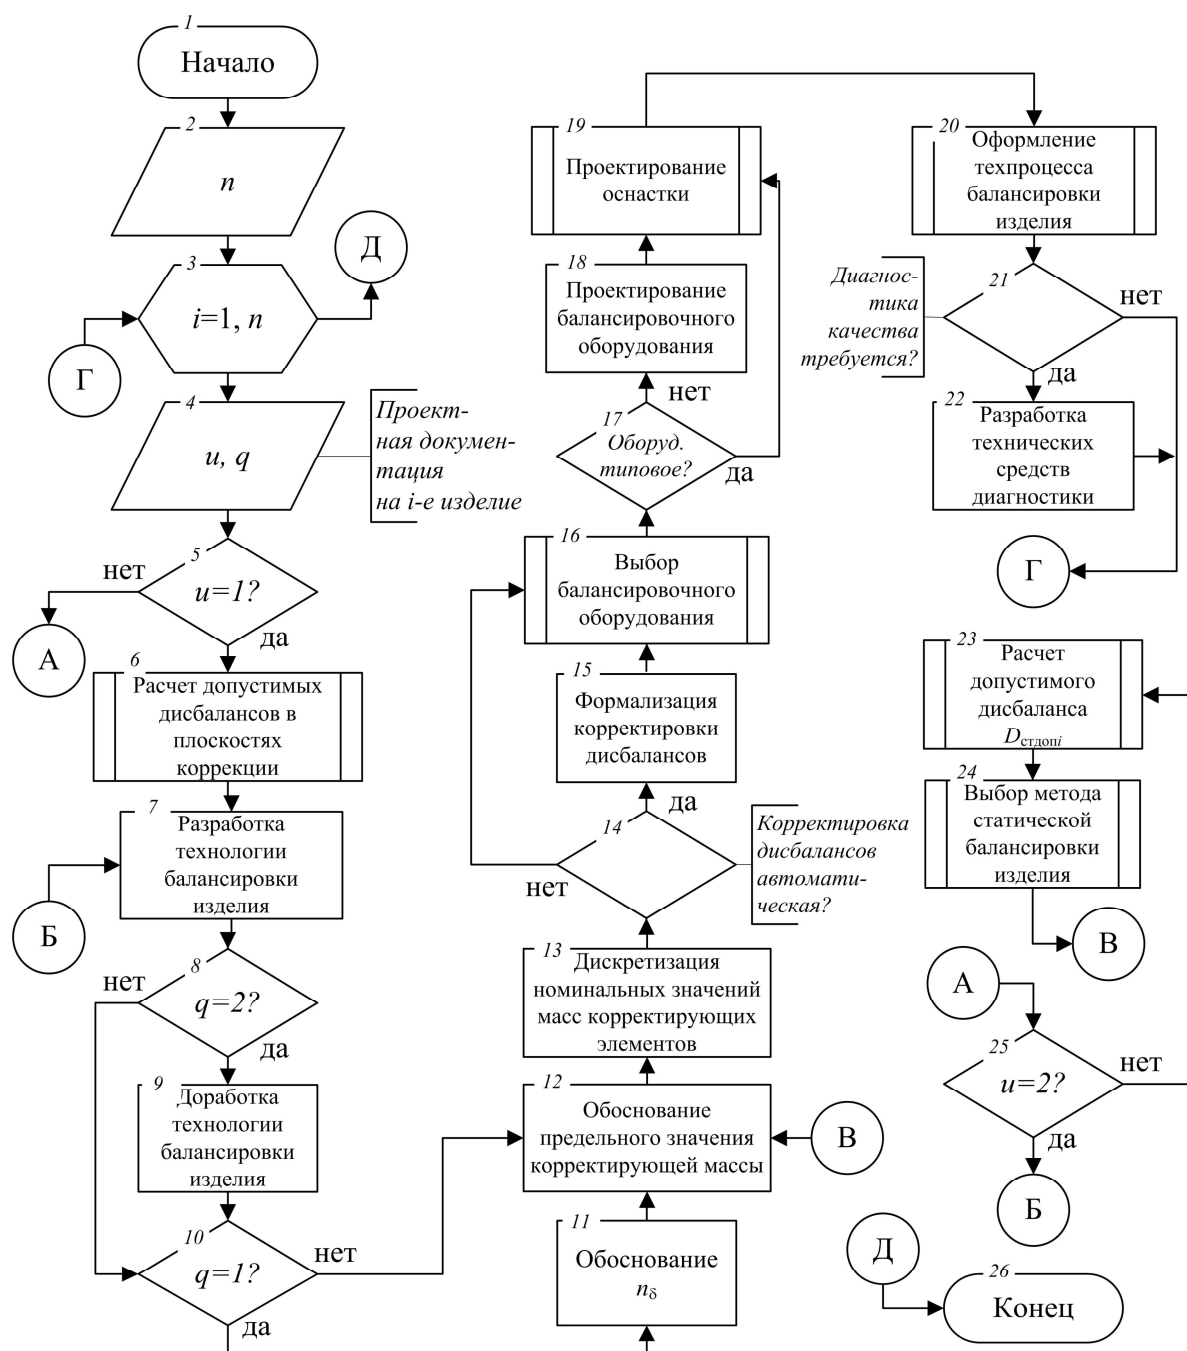 1
Начало
2
n
3
i=1, n
Д
Г
4
u, q
Проект-
ная докумен-
тация
на i-е изделие
5
нет
u=1?
да
А
6
Расчет допустимых
дисбалансов в
плоскостях
коррекции
7
Разработка
технологии
балансировки
изделия
Б
8
нет
q=2?
да
9
Доработка
технологии
балансировки
изделия
10
q=1?
нет
да
19
Проектирование
оснастки
18
Проектирование
балансировочного
оборудования
нет
17
Оборуд.
типовое?
да
16
Выбор
балансировочного
оборудования
15
Формализация
корректировки
дисбалансов
да
14
нет
Корректировка
дисбалансов
автомати-
ческая?
13
Дискретизация
номинальных значений
масс корректирующих
элементов
12
Обоснование
предельного значения
корректирующей массы
В
11
Обоснование
nδ
20
Оформление
техпроцесса
балансировки
изделия
21
Диагнос-
тика
качества
требуется?
нет
да
22
Разработка
технических
средств
диагностики
Г
23
Расчет
допустимого
дисбаланса
Dстдопi
24
Выбор метода
статической
балансировки
изделия
В
А
25
u=2?
нет
да
Б
Д
26
Конец